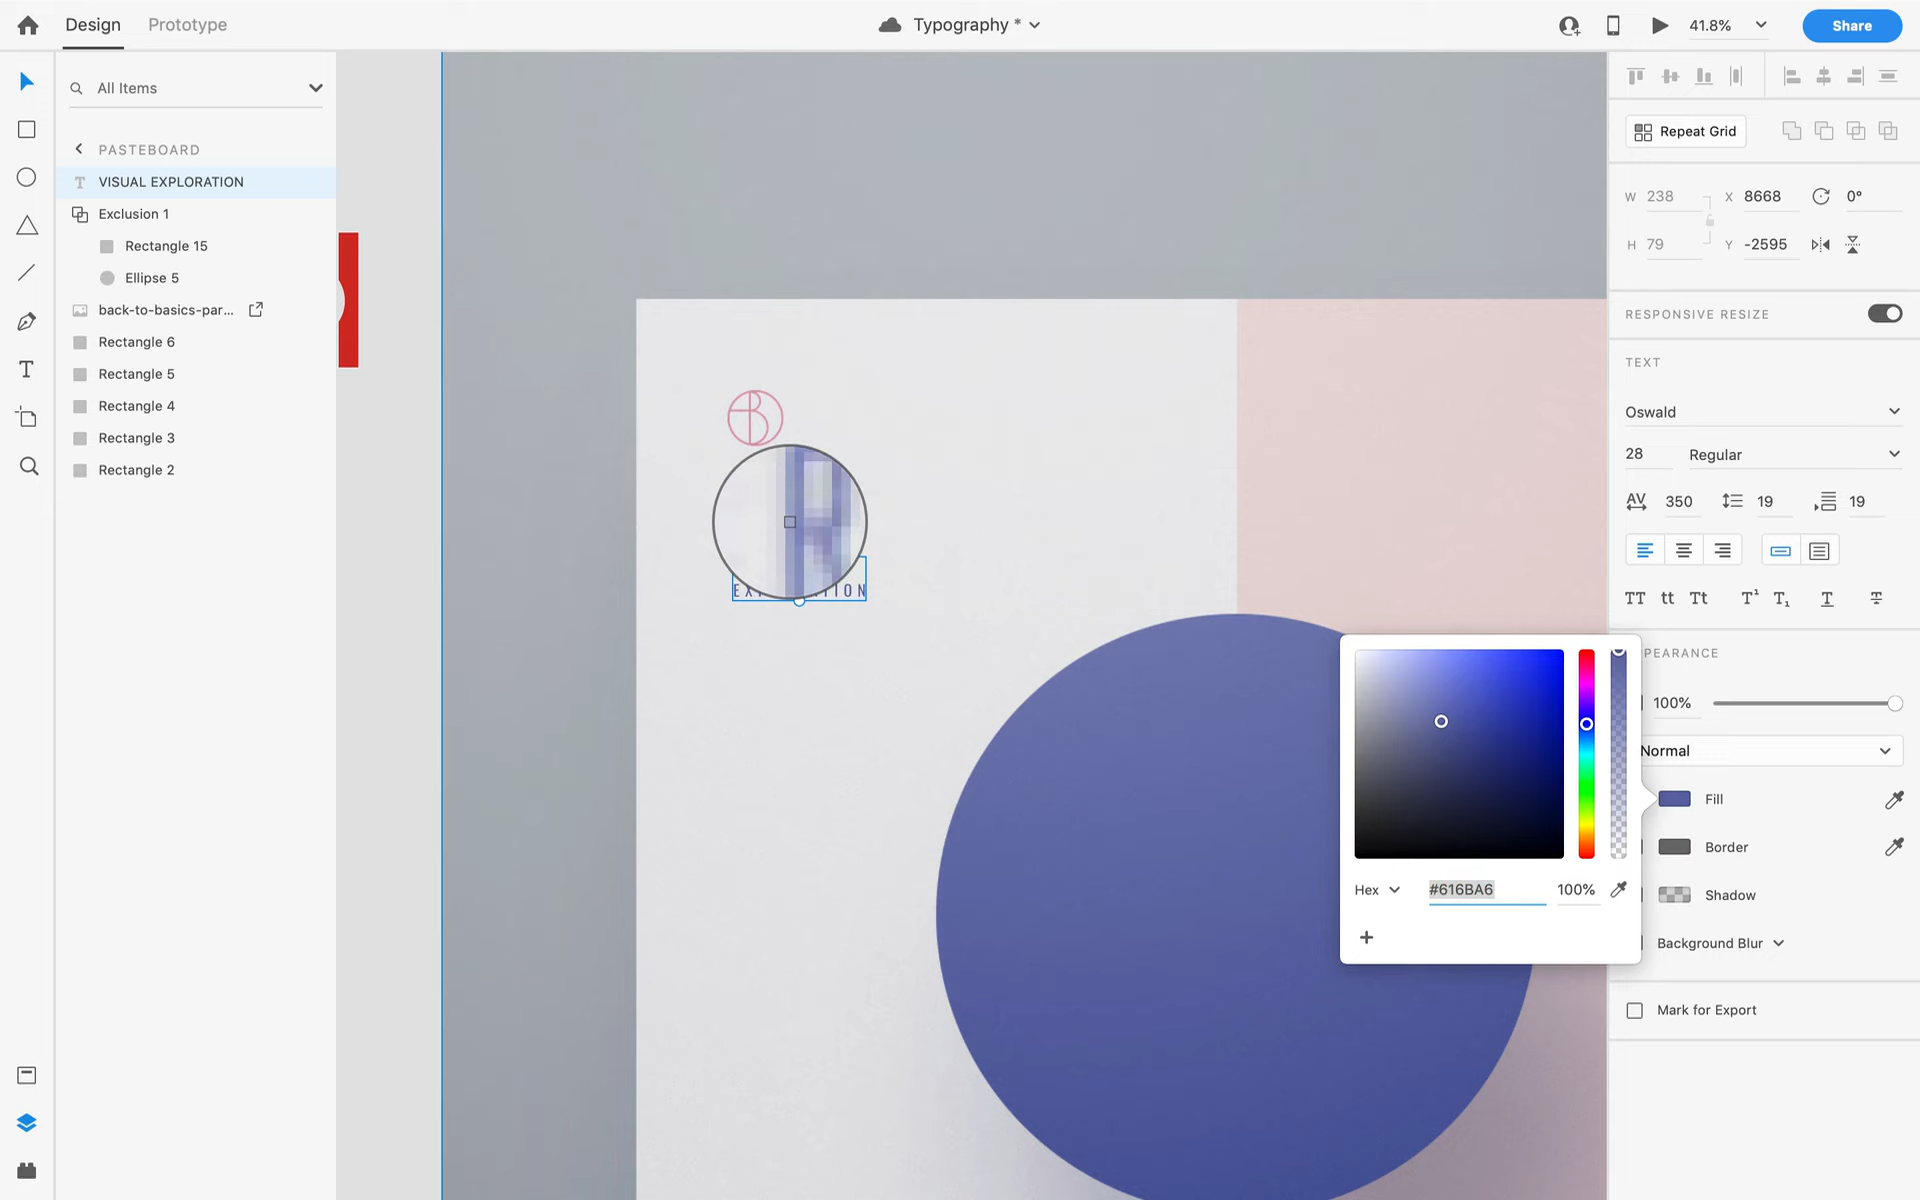 Design Prototype Typography * 41.8% Share
All Items
PASTEBOARD
VISUAL EXPLORATION
Exclusion 1
Rectangle 15
Ellipse 5
back-to-basics-par...
Rectangle 6
Rectangle 5
Rectangle 4
Rectangle 3
Rectangle 2
B
Repeat Grid
W 238 X 8668 0°
H 79 Y -2595
RESPONSIVE RESIZE
TEXT
Oswald
28 Regular
AV 350 19 19
TT tt Tt T¹ T₁ T T
PEARANCE
100%
Normal
Fill
Border
Shadow
Background Blur
Mark for Export
Hex #616BA6 100%